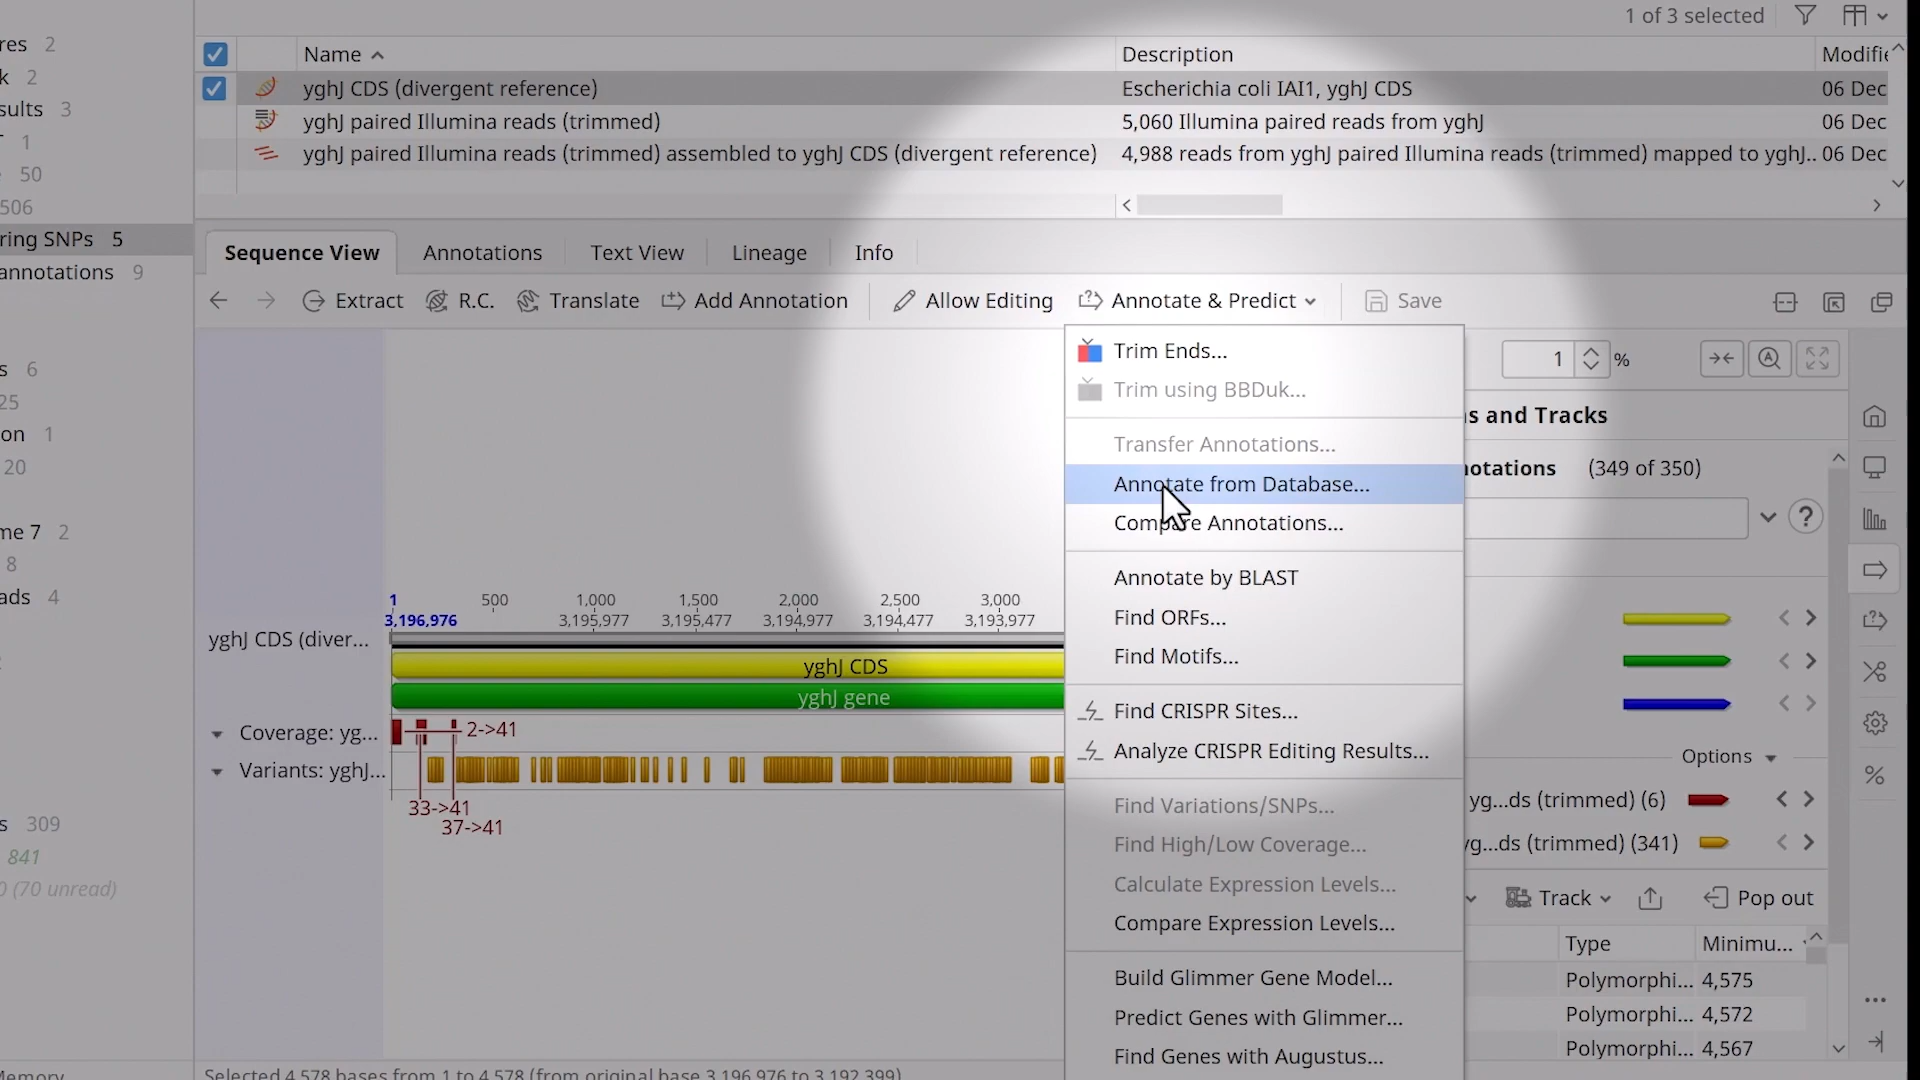 1 of 3 selected
res 2
k 2
sults 3
1
50
506
ring SNPs 5
annotations 9
s 6
25
on 1
20
me 7 2
8
ads 4
s 309
841
0 (70 unread)
Memory
Name Description Modifie
yghJ CDS (divergent reference) Escherichia coli IAI1, yghJ CDS 06 Dec
yghJ paired Illumina reads (trimmed) 5,060 Illumina paired reads from yghJ 06 Dec
yghJ paired Illumina reads (trimmed) assembled to yghJ CDS (divergent reference) 4,988 reads from yghJ paired Illumina reads (trimmed) mapped to yghJ.. 06 Dec
Sequence View Annotations Text View Lineage Info
Extract R.C. Translate Add Annotation Allow Editing Annotate & Predict Save
Trim Ends...
Trim using BBDuk...
Transfer Annotations...
Annotate from Database...
Compare Annotations...
Annotate by BLAST
Find ORFs...
Find Motifs...
Find CRISPR Sites...
Analyze CRISPR Editing Results...
Find Variations/SNPs...
Find High/Low Coverage...
Calculate Expression Levels...
Compare Expression Levels...
Build Glimmer Gene Model...
Predict Genes with Glimmer...
Find Genes with Augustus...
1 500 1,000 1,500 2,000 2,500 3,000
3,196,976 3,195,977 3,195,477 3,194,977 3,194,477 3,193,977
yghJ CDS (diver...
yghJ CDS
yghJ gene
Coverage: yg...
2->41
Variants: yghJ...
33->41
37->41
1 %
s and Tracks
notations (349 of 350)
?
Options
yg...ds (trimmed) (6)
yg...ds (trimmed) (341)
Track Pop out
Type Minimu...
Polymorphi... 4,575
Polymorphi... 4,572
Polymorphi... 4,567
Selected 4,578 bases from 1 to 4,578 (from original base 3,196,976 to 3,192,399)